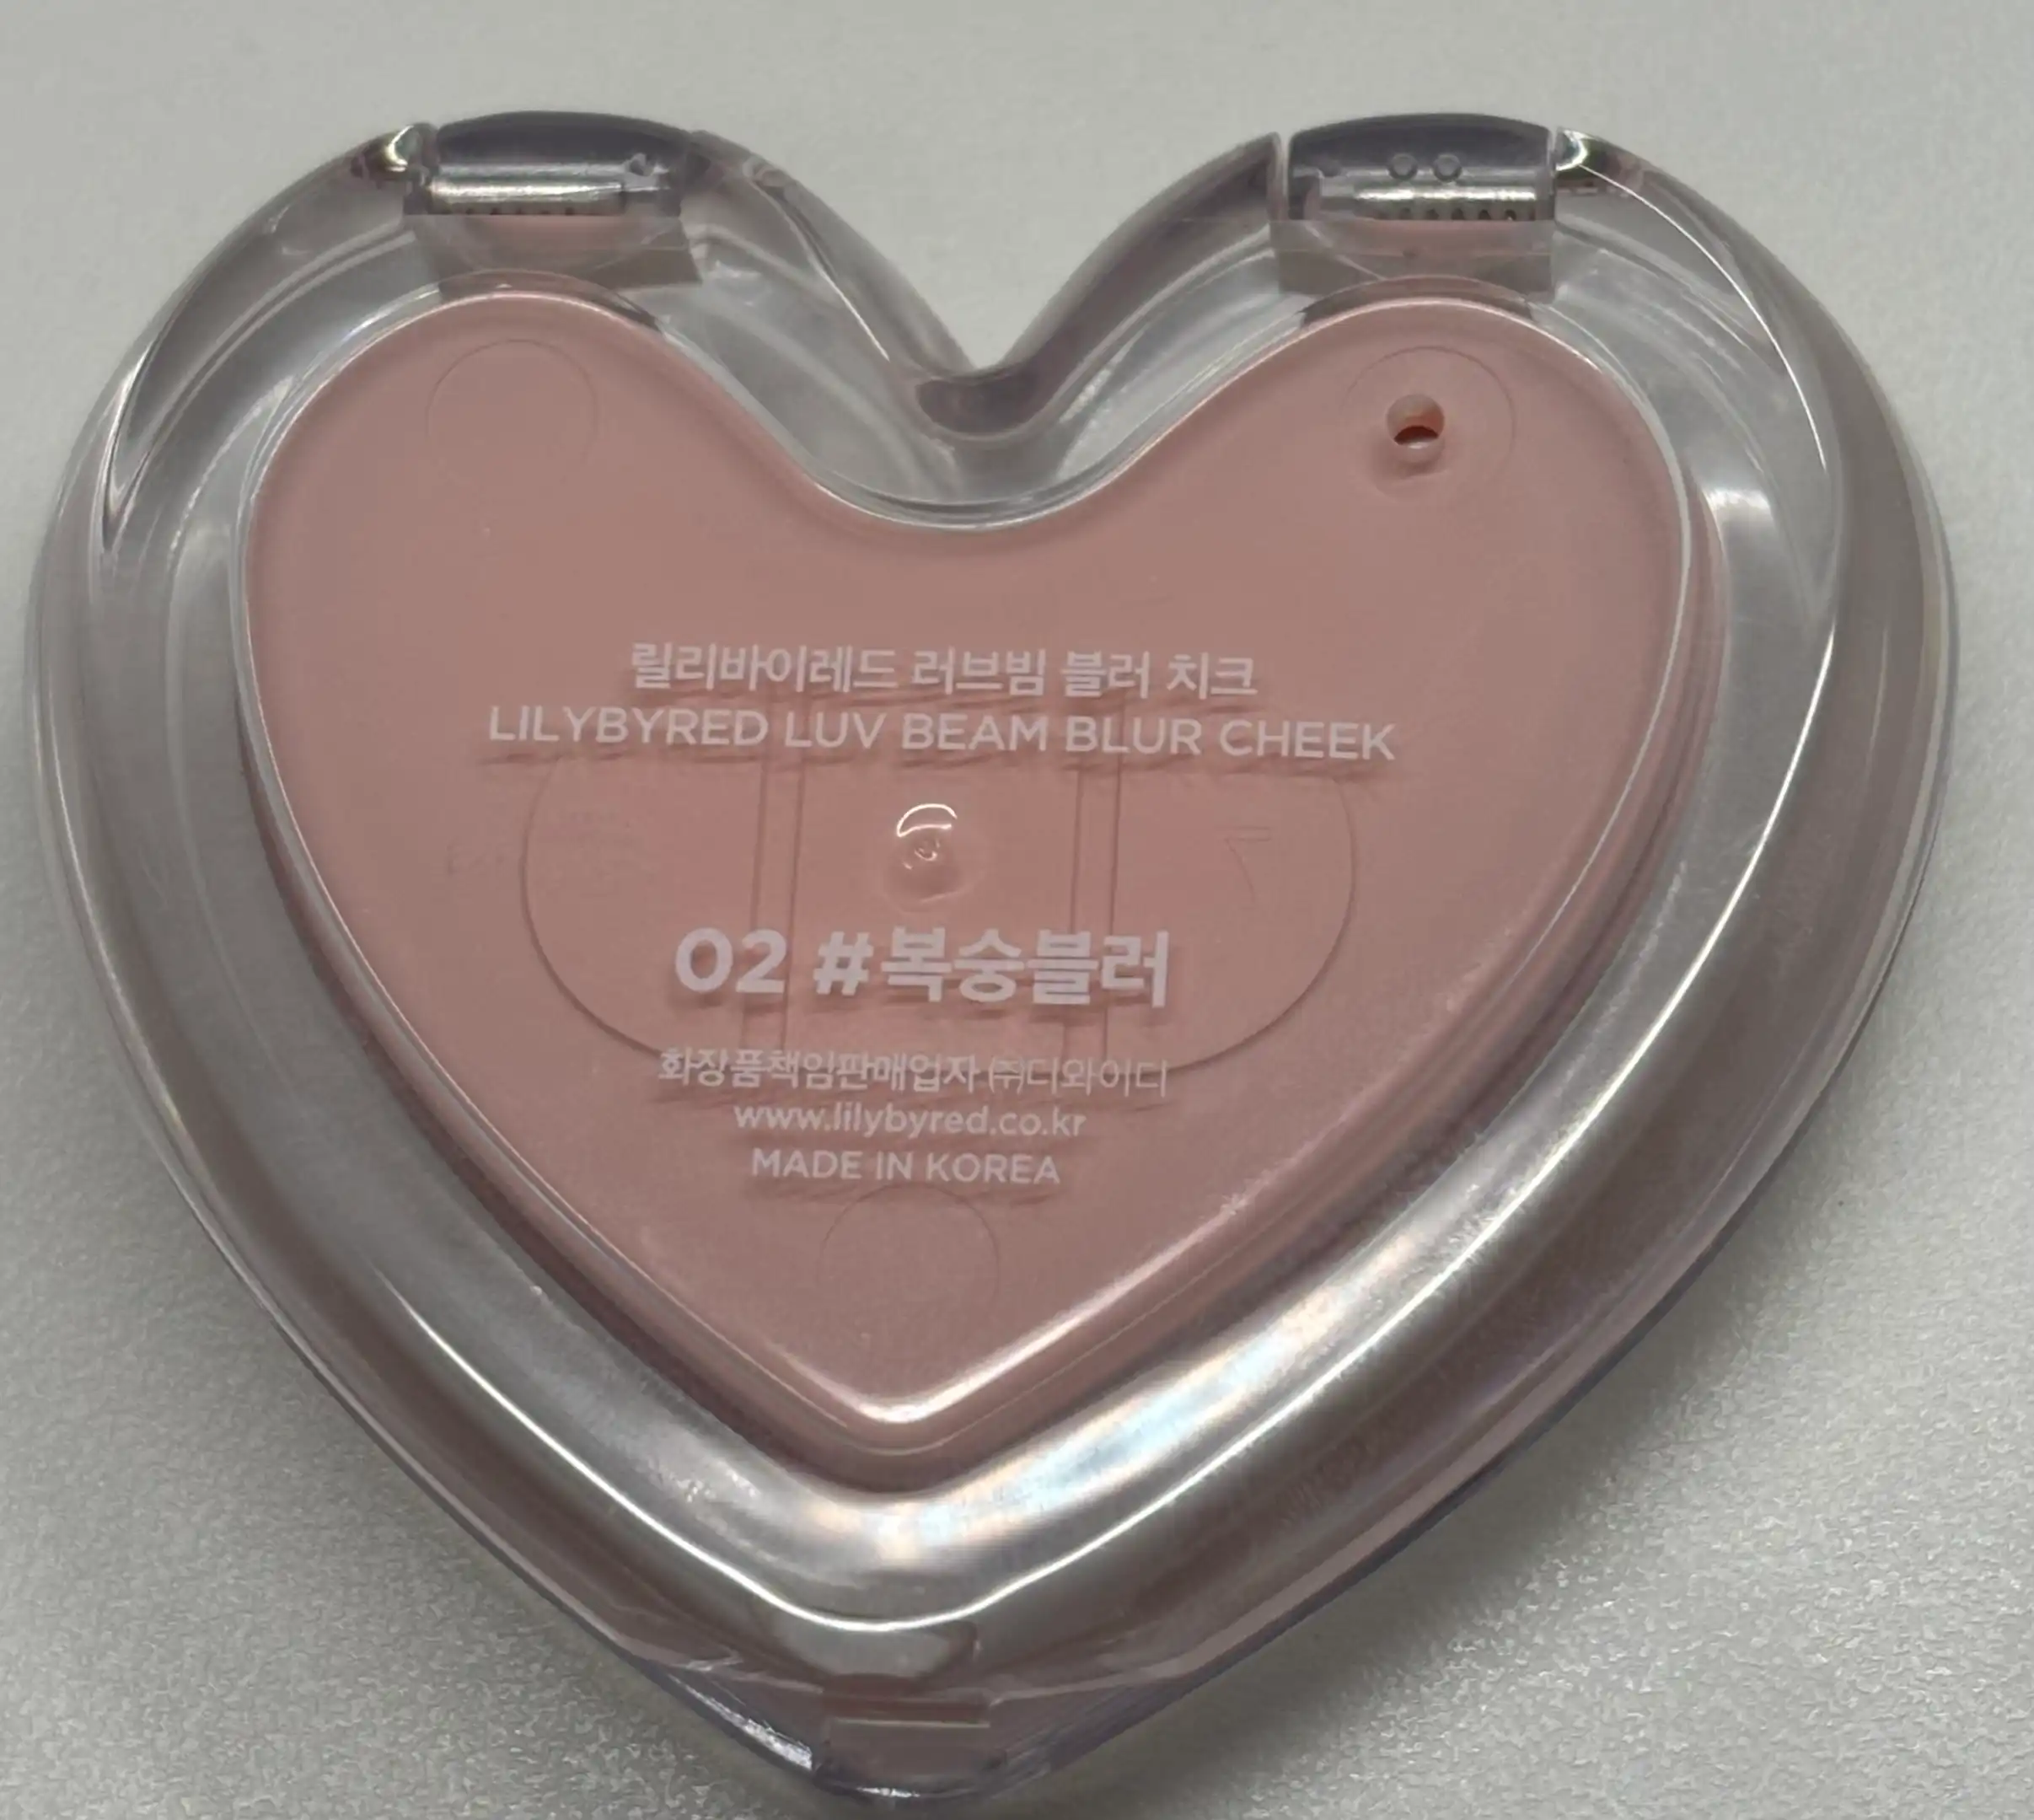 릴리바이레드 러브빔 블러 치크
LILYBYRED LUV BEAM BLUR CHEEK
02 #복숭블러
화장품책임판매업자 ㈜디와이디
www.lilybyred.co.kr
MADE IN KOREA